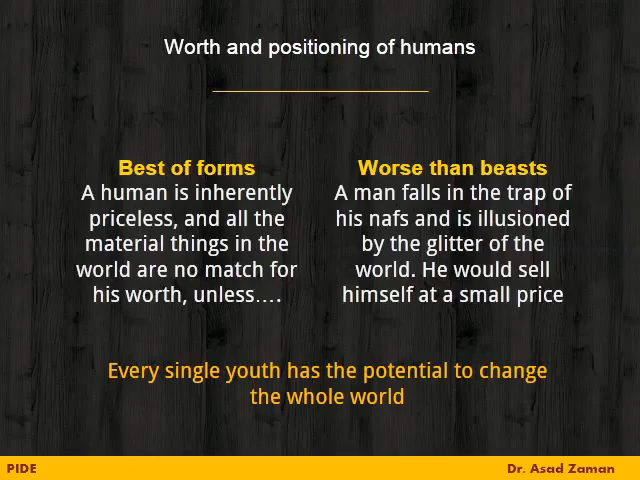 Worth and positioning of humans
Best of forms
A human is inherently
priceless, and all the
material things in the
world are no match for
his worth, unless….
Worse than beasts
A man falls in the trap of
his nafs and is illusioned
by the glitter of the
world. He would sell
himself at a small price
Every single youth has the potential to change
the whole world
PIDE
Dr. Asad Zaman